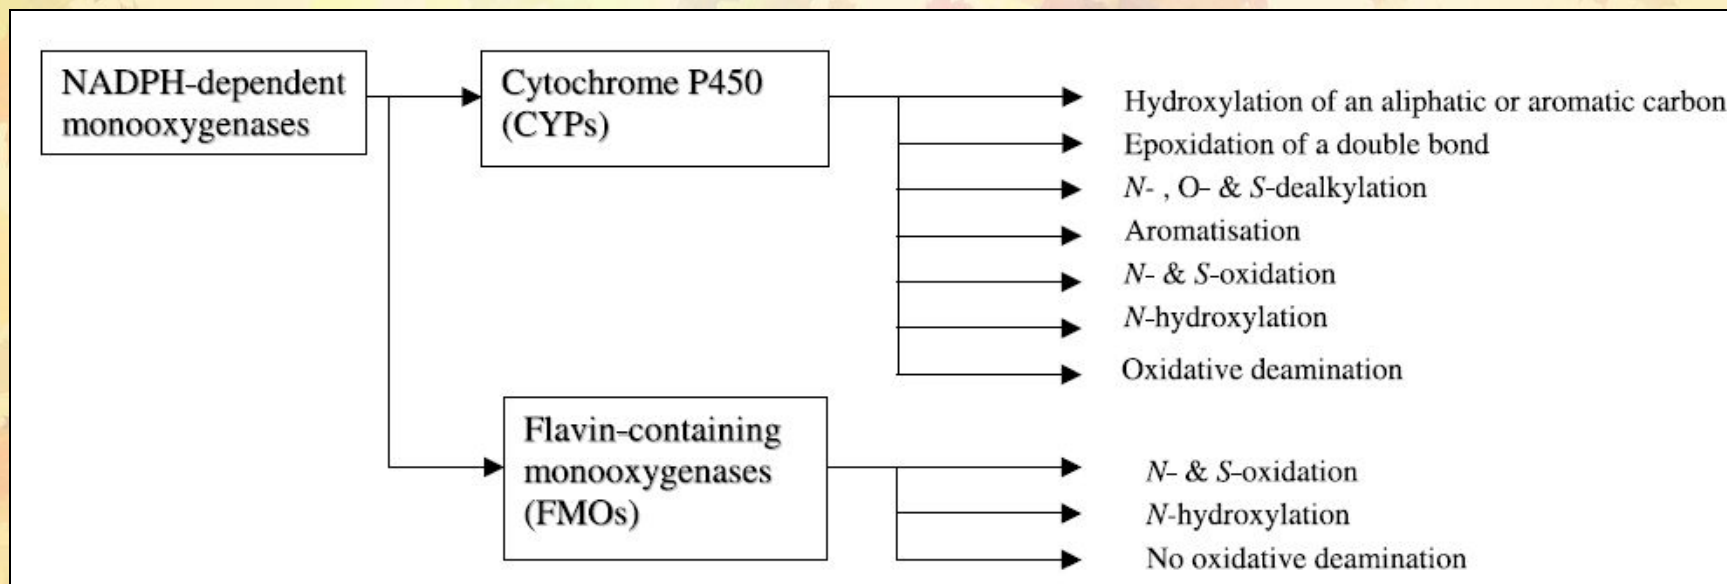 NADPH-dependent
monooxygenases
Cytochrome P450
(CYPs)
Hydroxylation of an aliphatic or aromatic carbon
Epoxidation of a double bond
N- , O- & S-dealkylation
Aromatisation
N- & S-oxidation
N-hydroxylation
Oxidative deamination
Flavin-containing
monooxygenases
(FMOs)
N- & S-oxidation
N-hydroxylation
No oxidative deamination